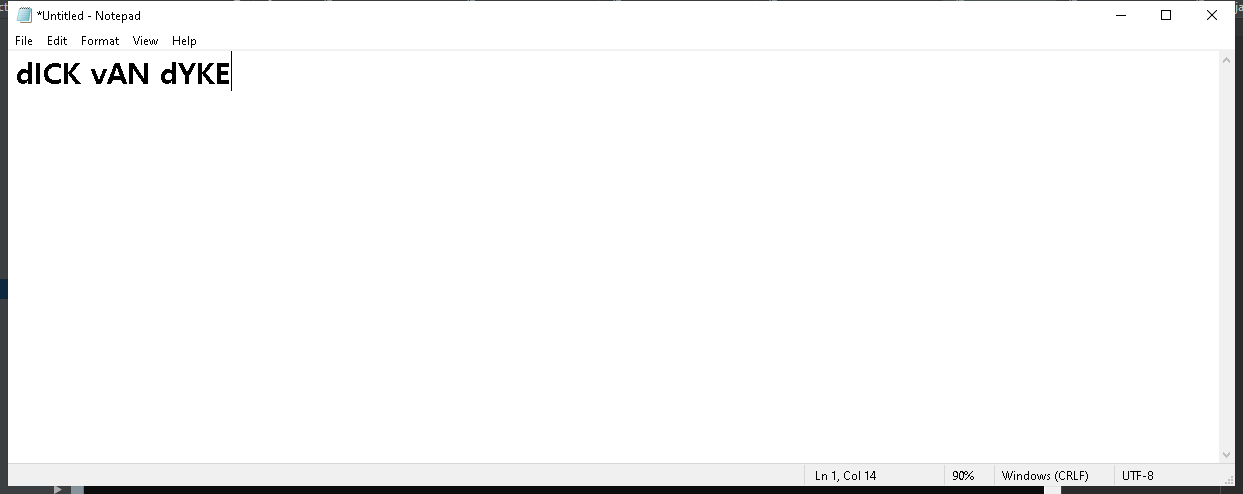 *Untitled - Notepad
File Edit Format View Help
dICK vAN dYKE
Ln 1, Col 14 90% Windows (CRLF) UTF-8